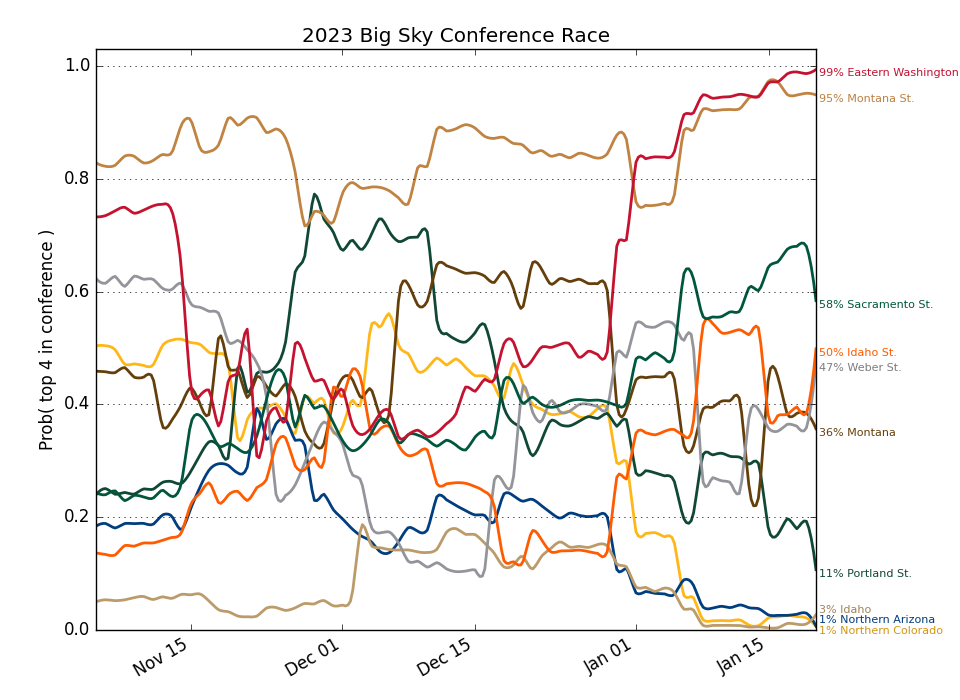 2023 Big Sky Conference Race
Prob( top 4 in conference )
1.0
0.8
0.6
0.4
0.2
0.0
Nov 15
Dec 01
Dec 15
Jan 01
Jan 15
99% Eastern Washington
95% Montana St.
58% Sacramento St.
50% Idaho St.
47% Weber St.
36% Montana
11% Portland St.
3% Idaho
1% Northern Arizona
1% Northern Colorado